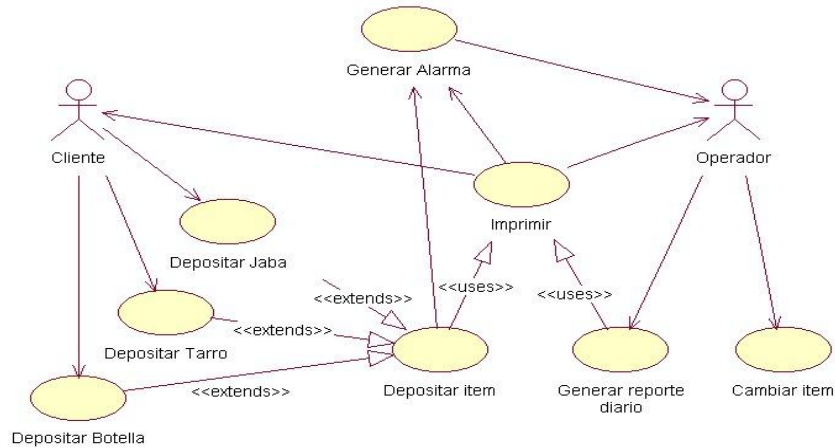 Generar Alarma
Cliente
Operador
Imprimir
Depositar Jaba
<<extends>>
<<uses>>
<<uses>>
<<extends>>
Depositar Tarro
Depositar item
Generar reporte
diario
Cambiar item
<<extends>>
Depositar Botella